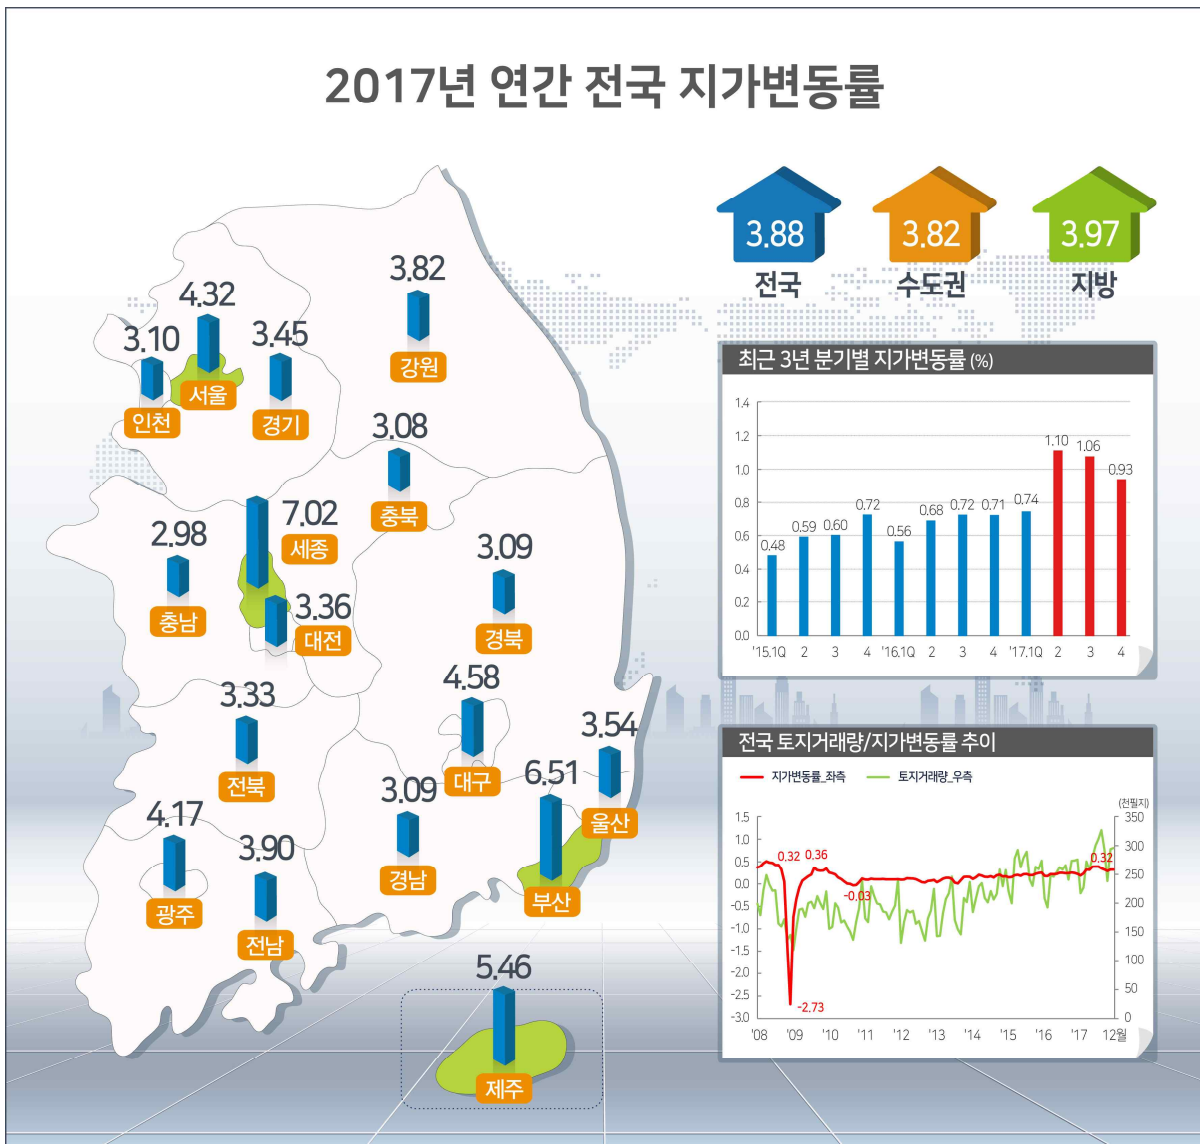 2017년 연간 전국 지가변동률
3.88
전국
3.82
수도권
3.97
지방
3.82
강원
4.32
서울
3.10
인천
3.45
경기
3.08
충북
7.02
세종
2.98
충남
3.36
대전
3.09
경북
3.33
전북
4.58
대구
3.54
울산
6.51
부산
3.09
경남
4.17
광주
3.90
전남
5.46
제주
최근 3년 분기별 지가변동률 (%)
1.4
1.2
1.0
0.8
0.6
0.4
0.2
0.0
0.48
0.59
0.60
0.72
0.56
0.68
0.72
0.71
0.74
1.10
1.06
0.93
'15.1Q 2 3 4 '16.1Q 2 3 4 '17.1Q 2 3 4
전국 토지거래량/지가변동률 추이
지가변동률_좌측 토지거래량_우측
(천필지)
1.5
1.0
0.5
0.0
-0.5
-1.0
-1.5
-2.0
-2.5
-3.0
350
300
250
200
150
100
50
0
0.32
0.36
-0.03
0.32
-2.73
'08 '09 '10 '11 '12 '13 '14 '15 '16 '17 12월